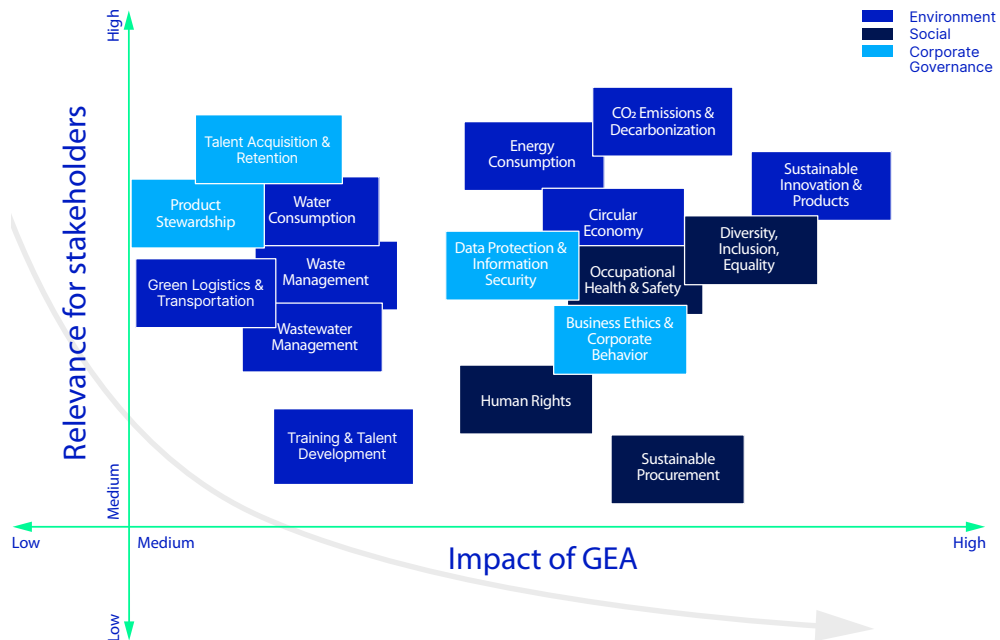 High
Environment
Social
Corporate
Governance
Relevance for stakeholders
CO₂ Emissions &
Decarbonization
Talent Acquisition &
Retention
Energy
Consumption
Sustainable
Innovation &
Products
Product
Stewardship
Water
Consumption
Circular
Economy
Diversity,
Inclusion,
Equality
Data Protection &
Information
Security
Waste
Management
Occupational
Health & Safety
Green Logistics &
Transportation
Wastewater
Management
Business Ethics &
Corporate
Behavior
Human Rights
Training & Talent
Development
Sustainable
Procurement
Medium
Low
Medium
Impact of GEA
High
Low